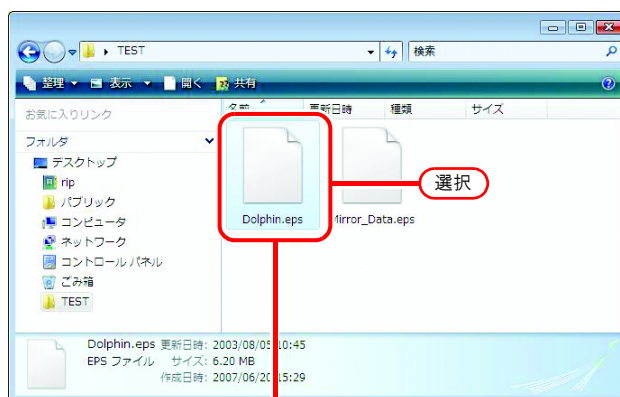 TEST
検索
整理 表示 開く 共有
お気に入りリンク
名前 更新日時 種類 サイズ
フォルダ
デスクトップ
rip
パブリック
コンピュータ
ネットワーク
コントロール パネル
ごみ箱
TEST
Dolphin.eps
Mirror_Data.eps
選択
Dolphin.eps 更新日時: 2003/08/05 10:45
EPS ファイル サイズ: 6.20 MB
作成日時: 2007/06/20 15:29